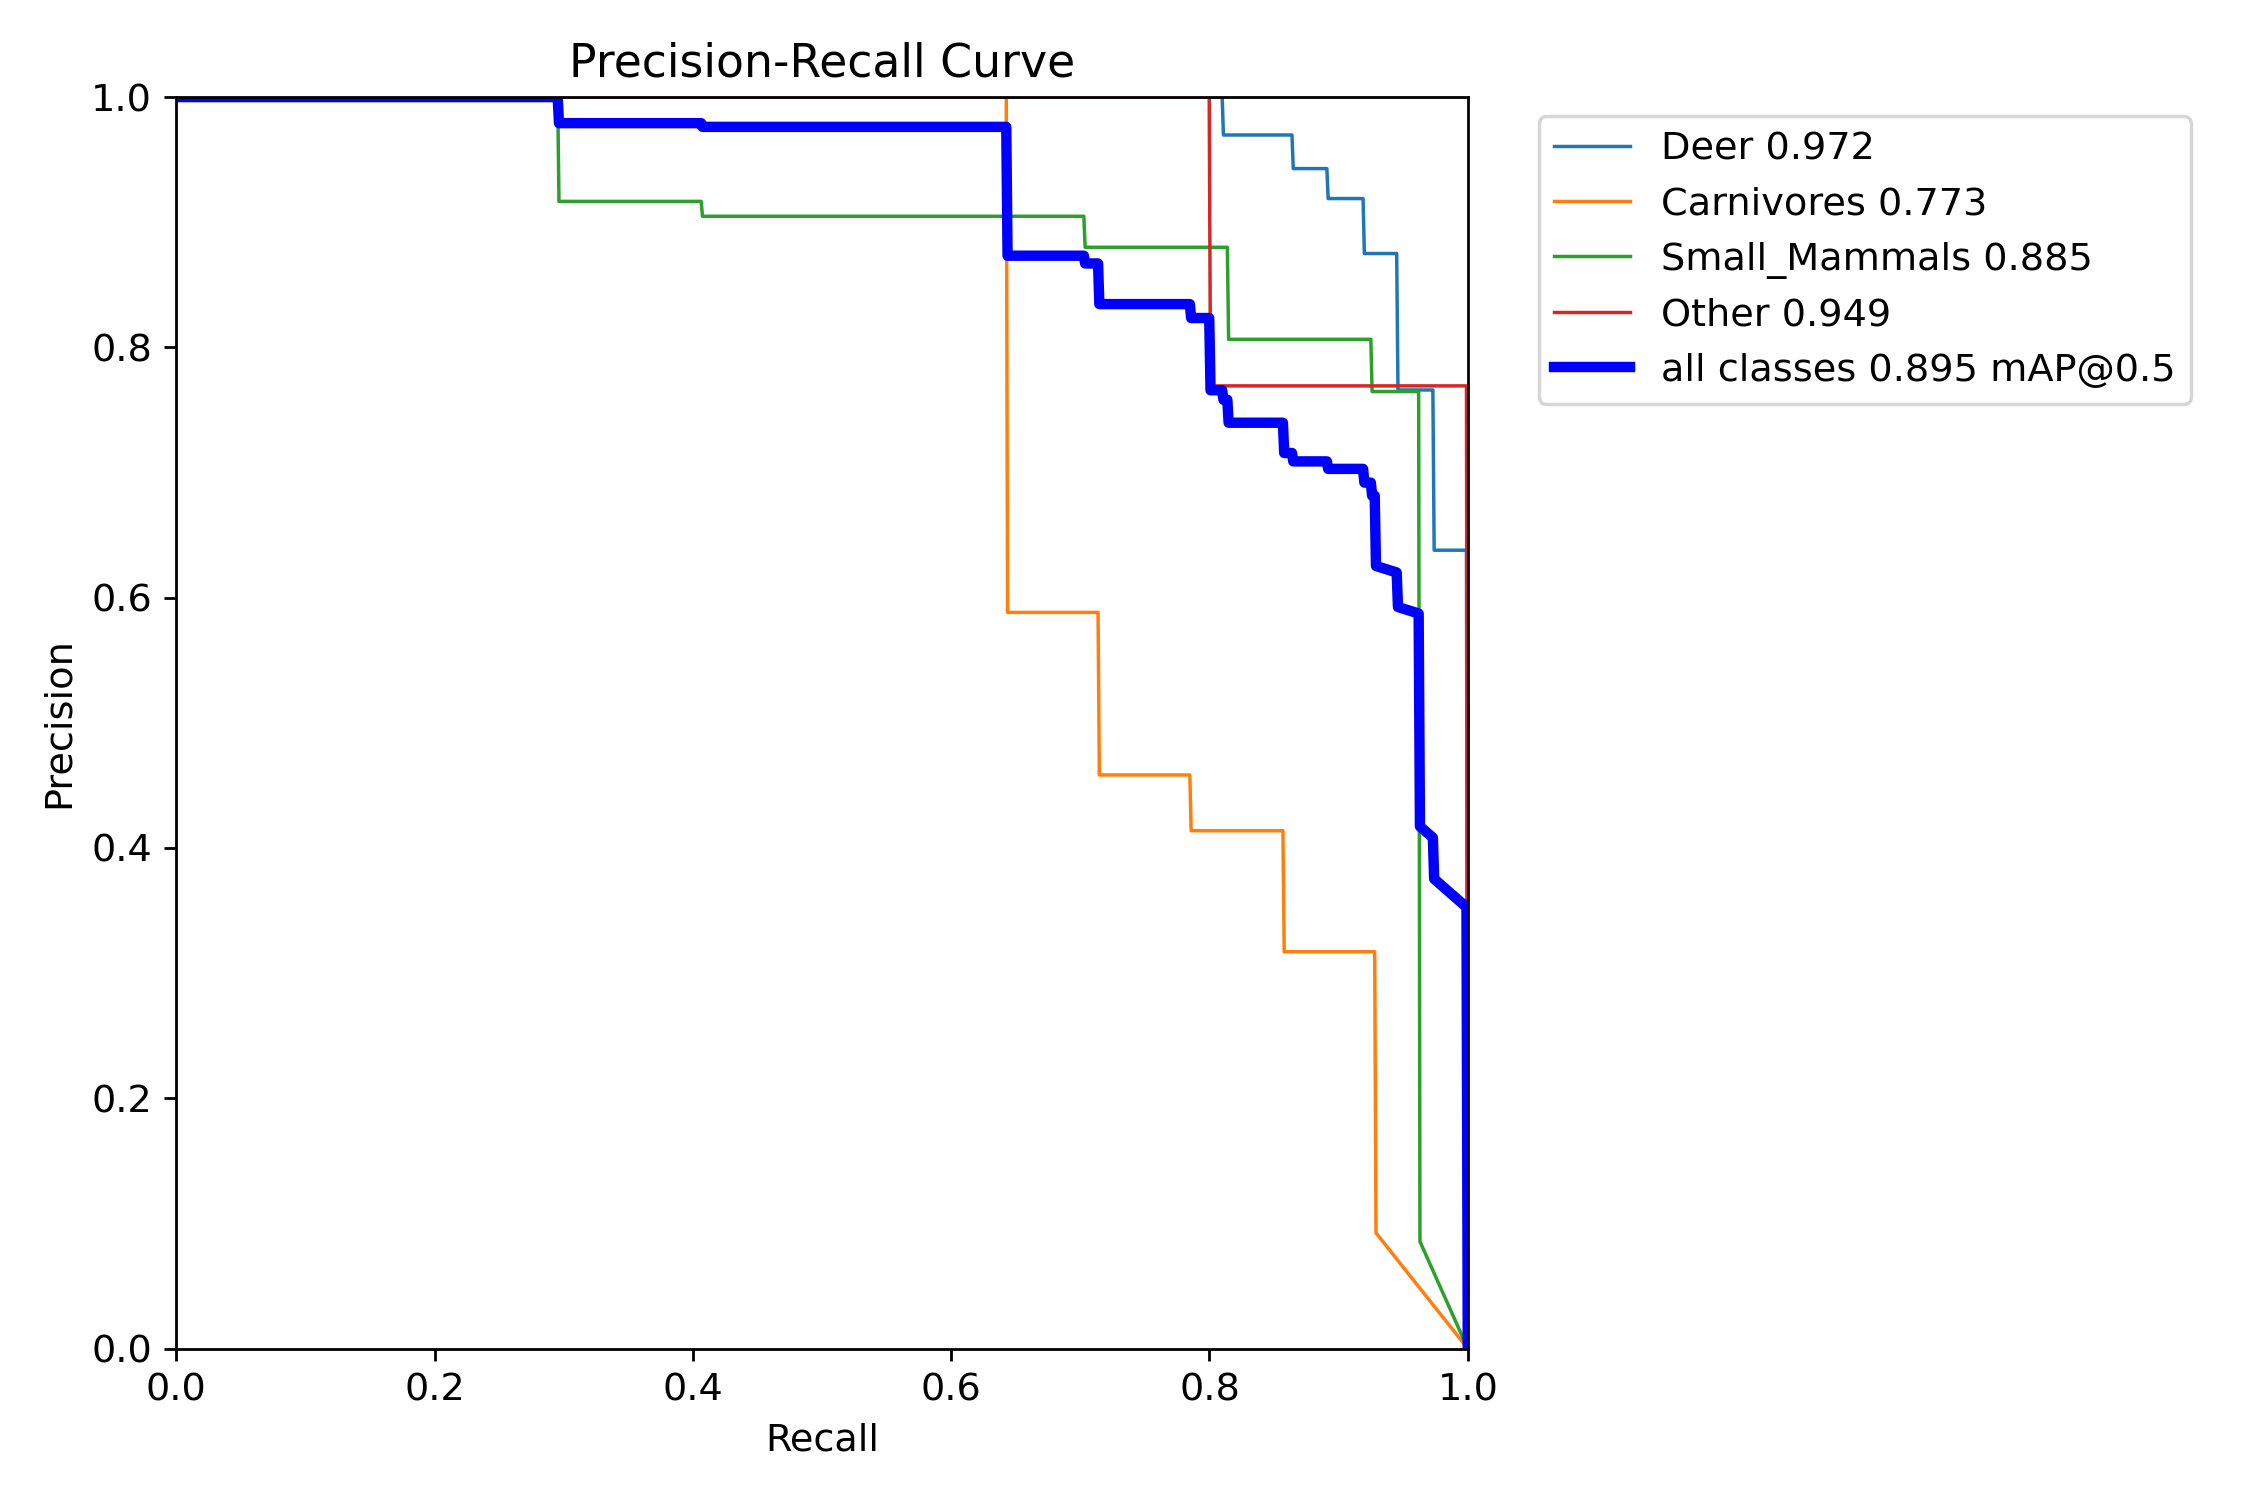 Precision-Recall Curve
1.0
0.8
0.6
0.4
0.2
0.0
Precision
0.0 0.2 0.4 0.6 0.8 1.0
Recall
Deer 0.972
Carnivores 0.773
Small_Mammals 0.885
Other 0.949
all classes 0.895 mAP@0.5